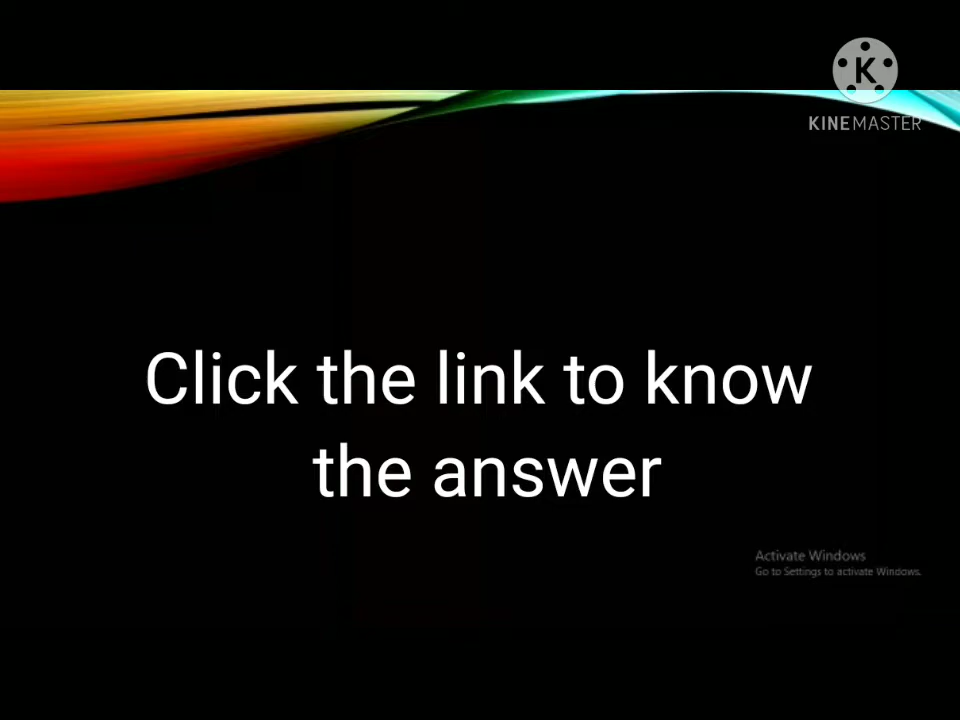 K
KINEMASTER
Click the link to know
the answer
Activate Windows
Go to Settings to activate Windows.